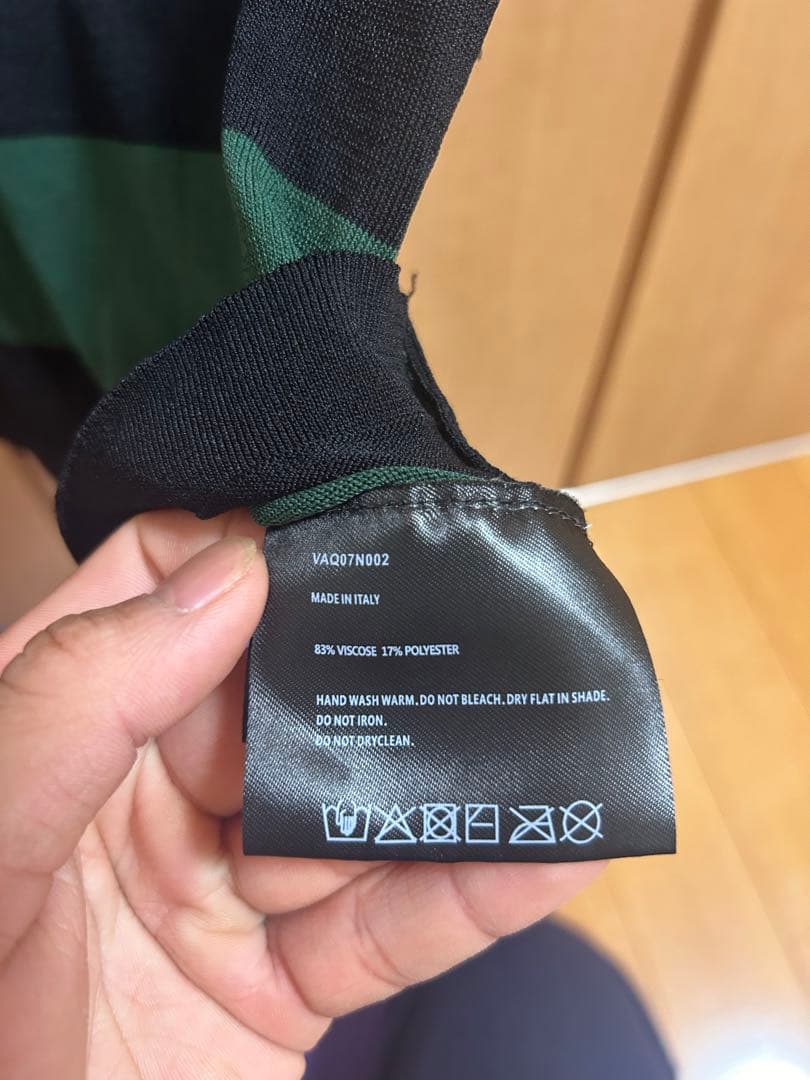 VAQ07N002
MADE IN ITALY
83% VISCOSE 17% POLYESTER
HAND WASH WARM. DO NOT BLEACH. DRY FLAT IN SHADE.
DO NOT IRON.
DO NOT DRYCLEAN.